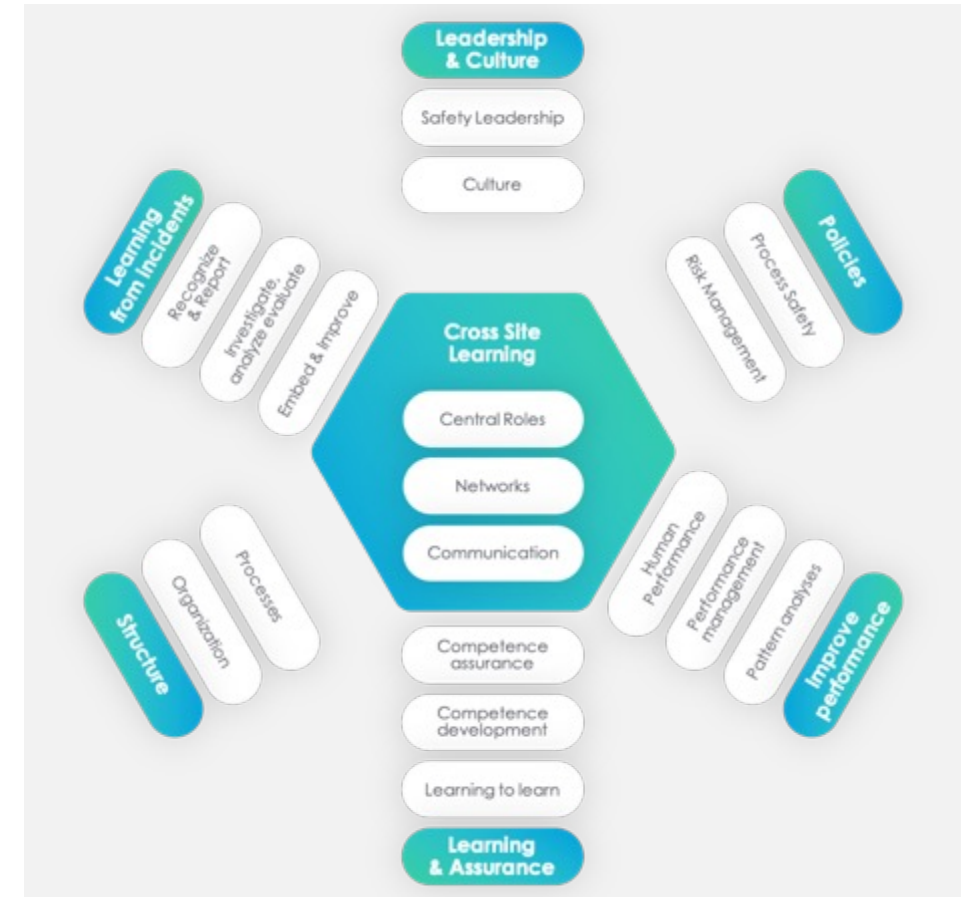 Leadership
& Culture
Safety Leadership
Culture
Learning
from Incidents
Recognize
& Report
Investigate,
analyze evaluate
Embed & Improve
Policies
Process Safety
Risk Management
Cross Site
Learning
Central Roles
Networks
Communication
Structure
Organization
Processes
Human
Performance
Performance
management
Pattern analyses
Improve
performance
Competence
assurance
Competence
development
Learning to learn
Learning
& Assurance